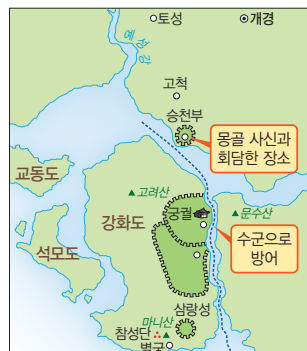 토성
개경
예성강
고척
승천부
몽골 사신과
회담한 장소
교동도
고려산
강화도
궁궐
문수산
석모도
수군으로
방어
마니산
삼랑성
참성단
별궁